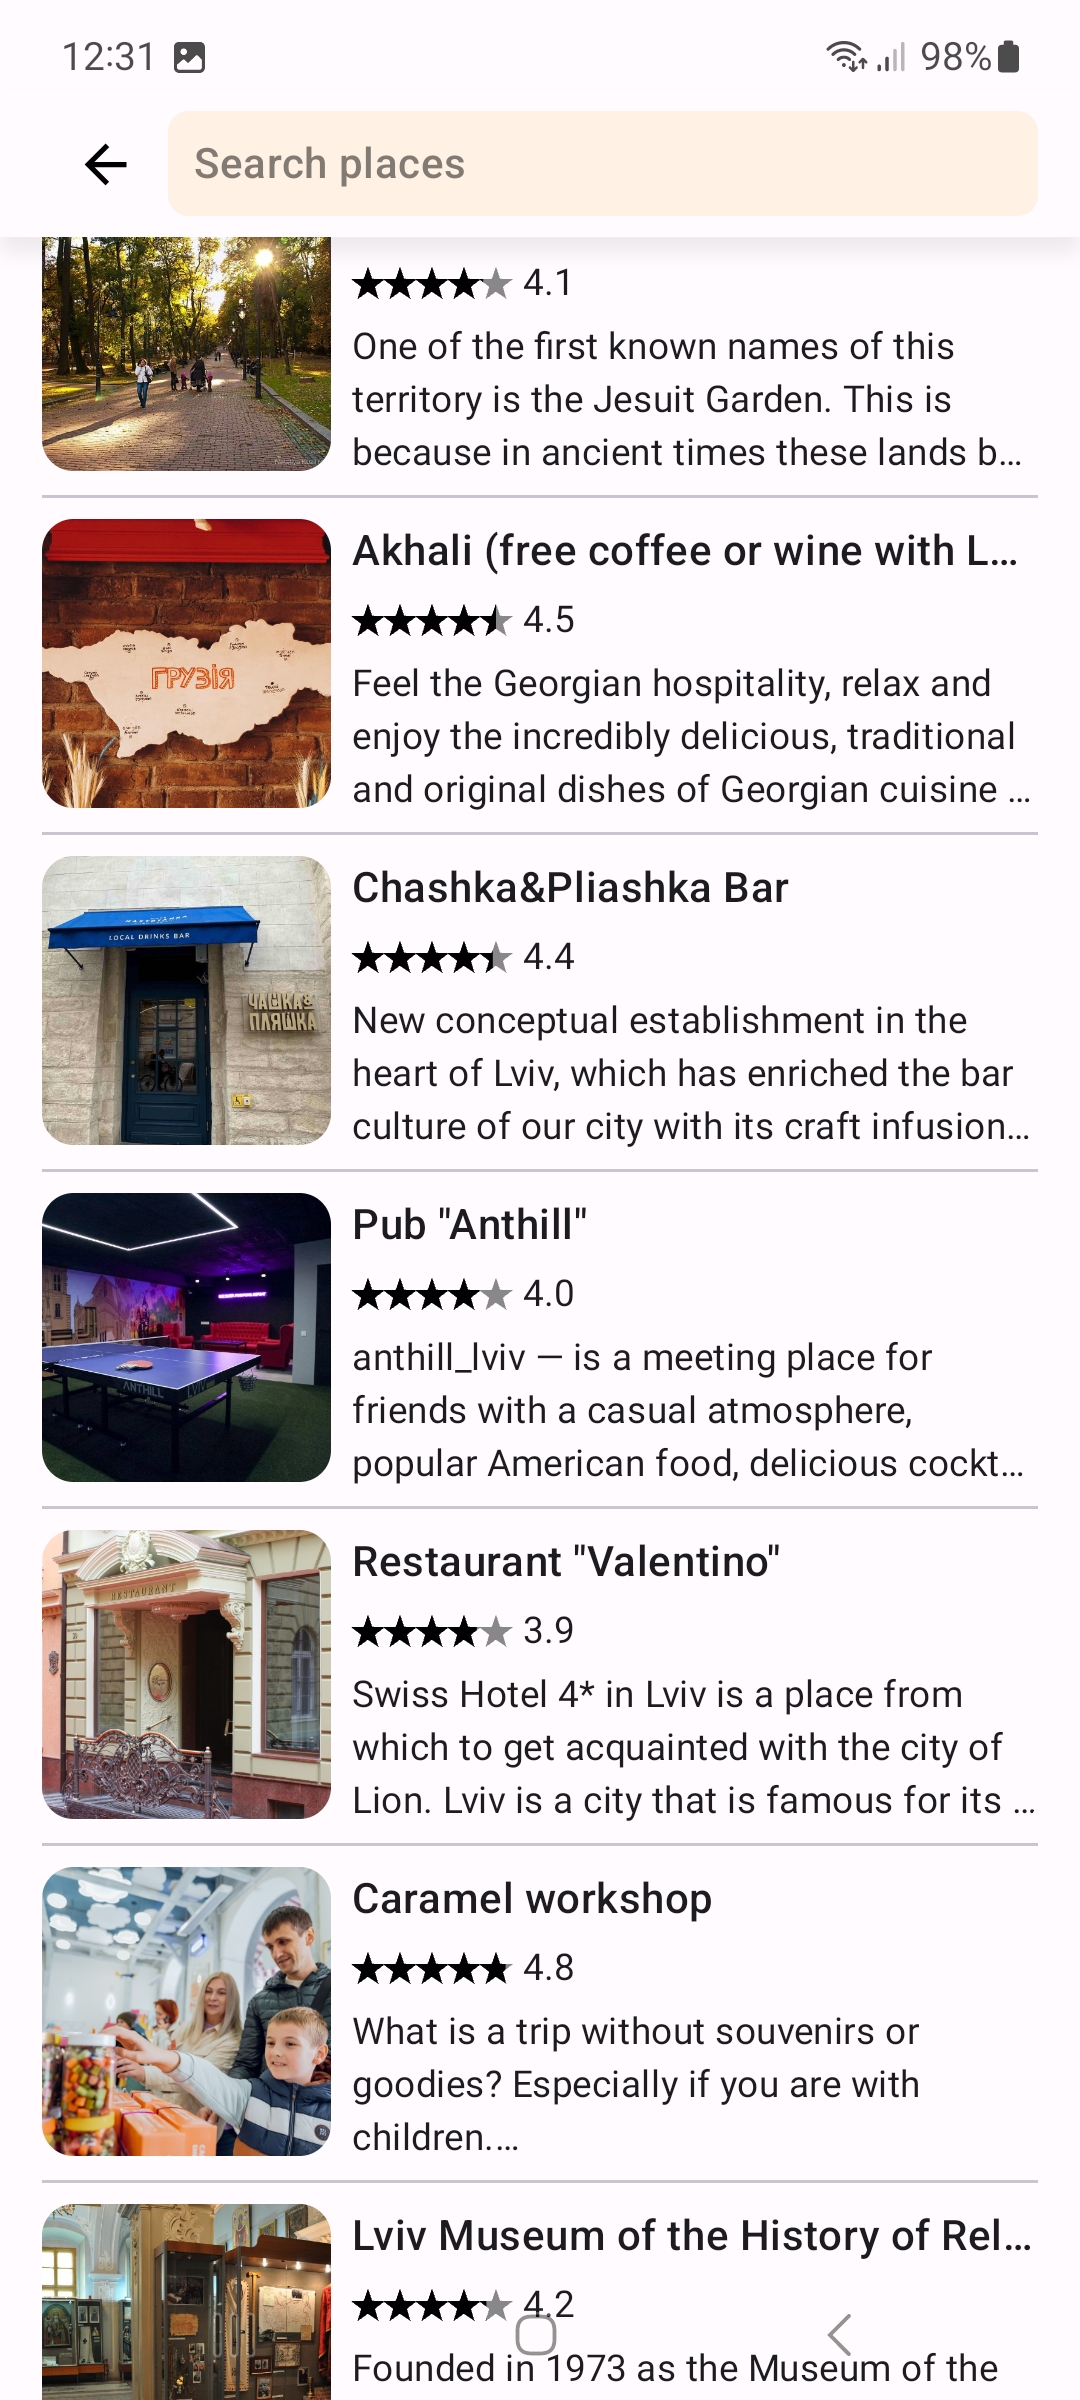 12:31
98%
Search places
4.1
One of the first known names of this
territory is the Jesuit Garden. This is
because in ancient times these lands b…
ГРУЗІЯ
Akhali (free coffee or wine with L…
4.5
Feel the Georgian hospitality, relax and
enjoy the incredibly delicious, traditional
and original dishes of Georgian cuisine …
LOCAL DRINKS BAR
ЧАШКА&
ПЛЯШКА
Chashka&Pliashka Bar
4.4
New conceptual establishment in the
heart of Lviv, which has enriched the bar
culture of our city with its craft infusion…
ANTHILL
Pub "Anthill"
4.0
anthill_lviv — is a meeting place for
friends with a casual atmosphere,
popular American food, delicious cockt…
RESTAURANT
Restaurant "Valentino"
3.9
Swiss Hotel 4* in Lviv is a place from
which to get acquainted with the city of
Lion. Lviv is a city that is famous for its …
Caramel workshop
4.8
What is a trip without souvenirs or
goodies? Especially if you are with
children.…
Lviv Museum of the History of Rel…
4.2
Founded in 1973 as the Museum of the